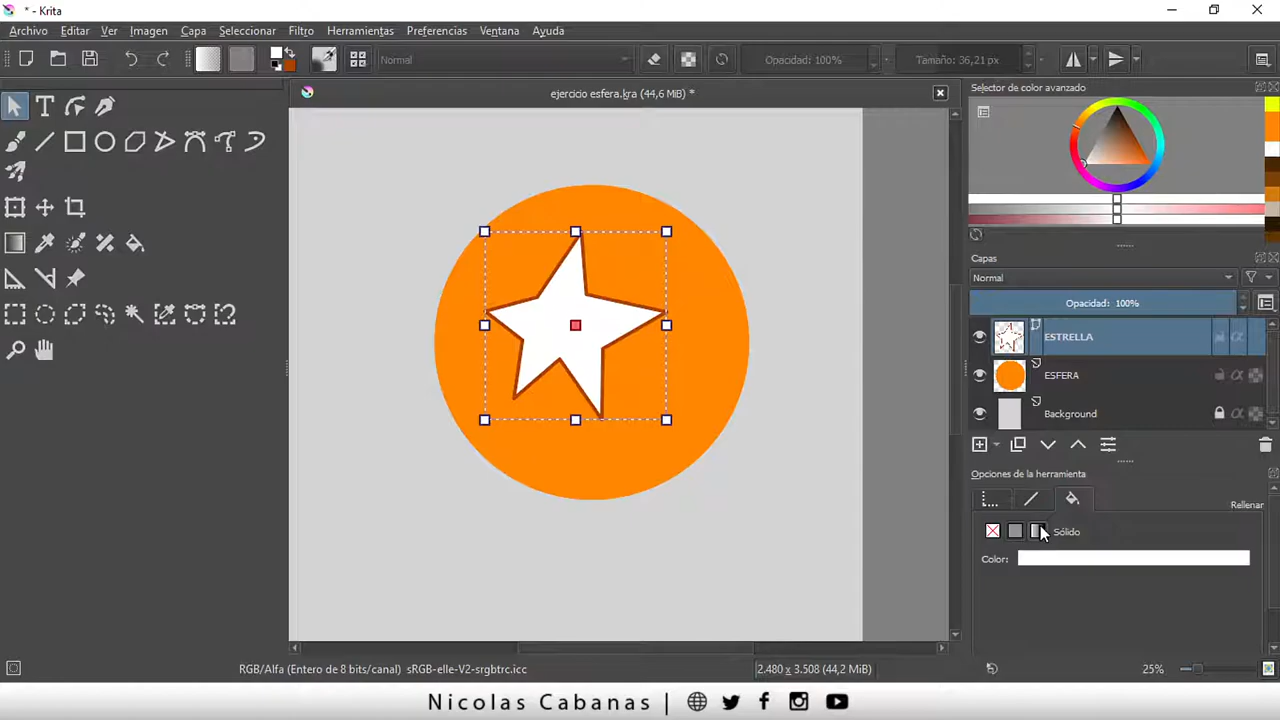 * - Krita
Archivo Editar Ver Imagen Capa Seleccionar Filtro Herramientas Preferencias Ventana Ayuda
Normal Opacidad: 100% Tamaño: 36,21 px
ejercicio esfera.kra (44,6 MiB) *
Selector de color avanzado
Capas
Normal
Opacidad: 100%
ESTRELLA
ESFERA
Background
Opciones de la herramienta
Rellenar
Sólido
Color:
RGB/Alfa (Entero de 8 bits/canal) sRGB-elle-V2-srgbtrc.icc 2.480 x 3.508 (44,2 MiB) 25%
Nicolas Cabanas |